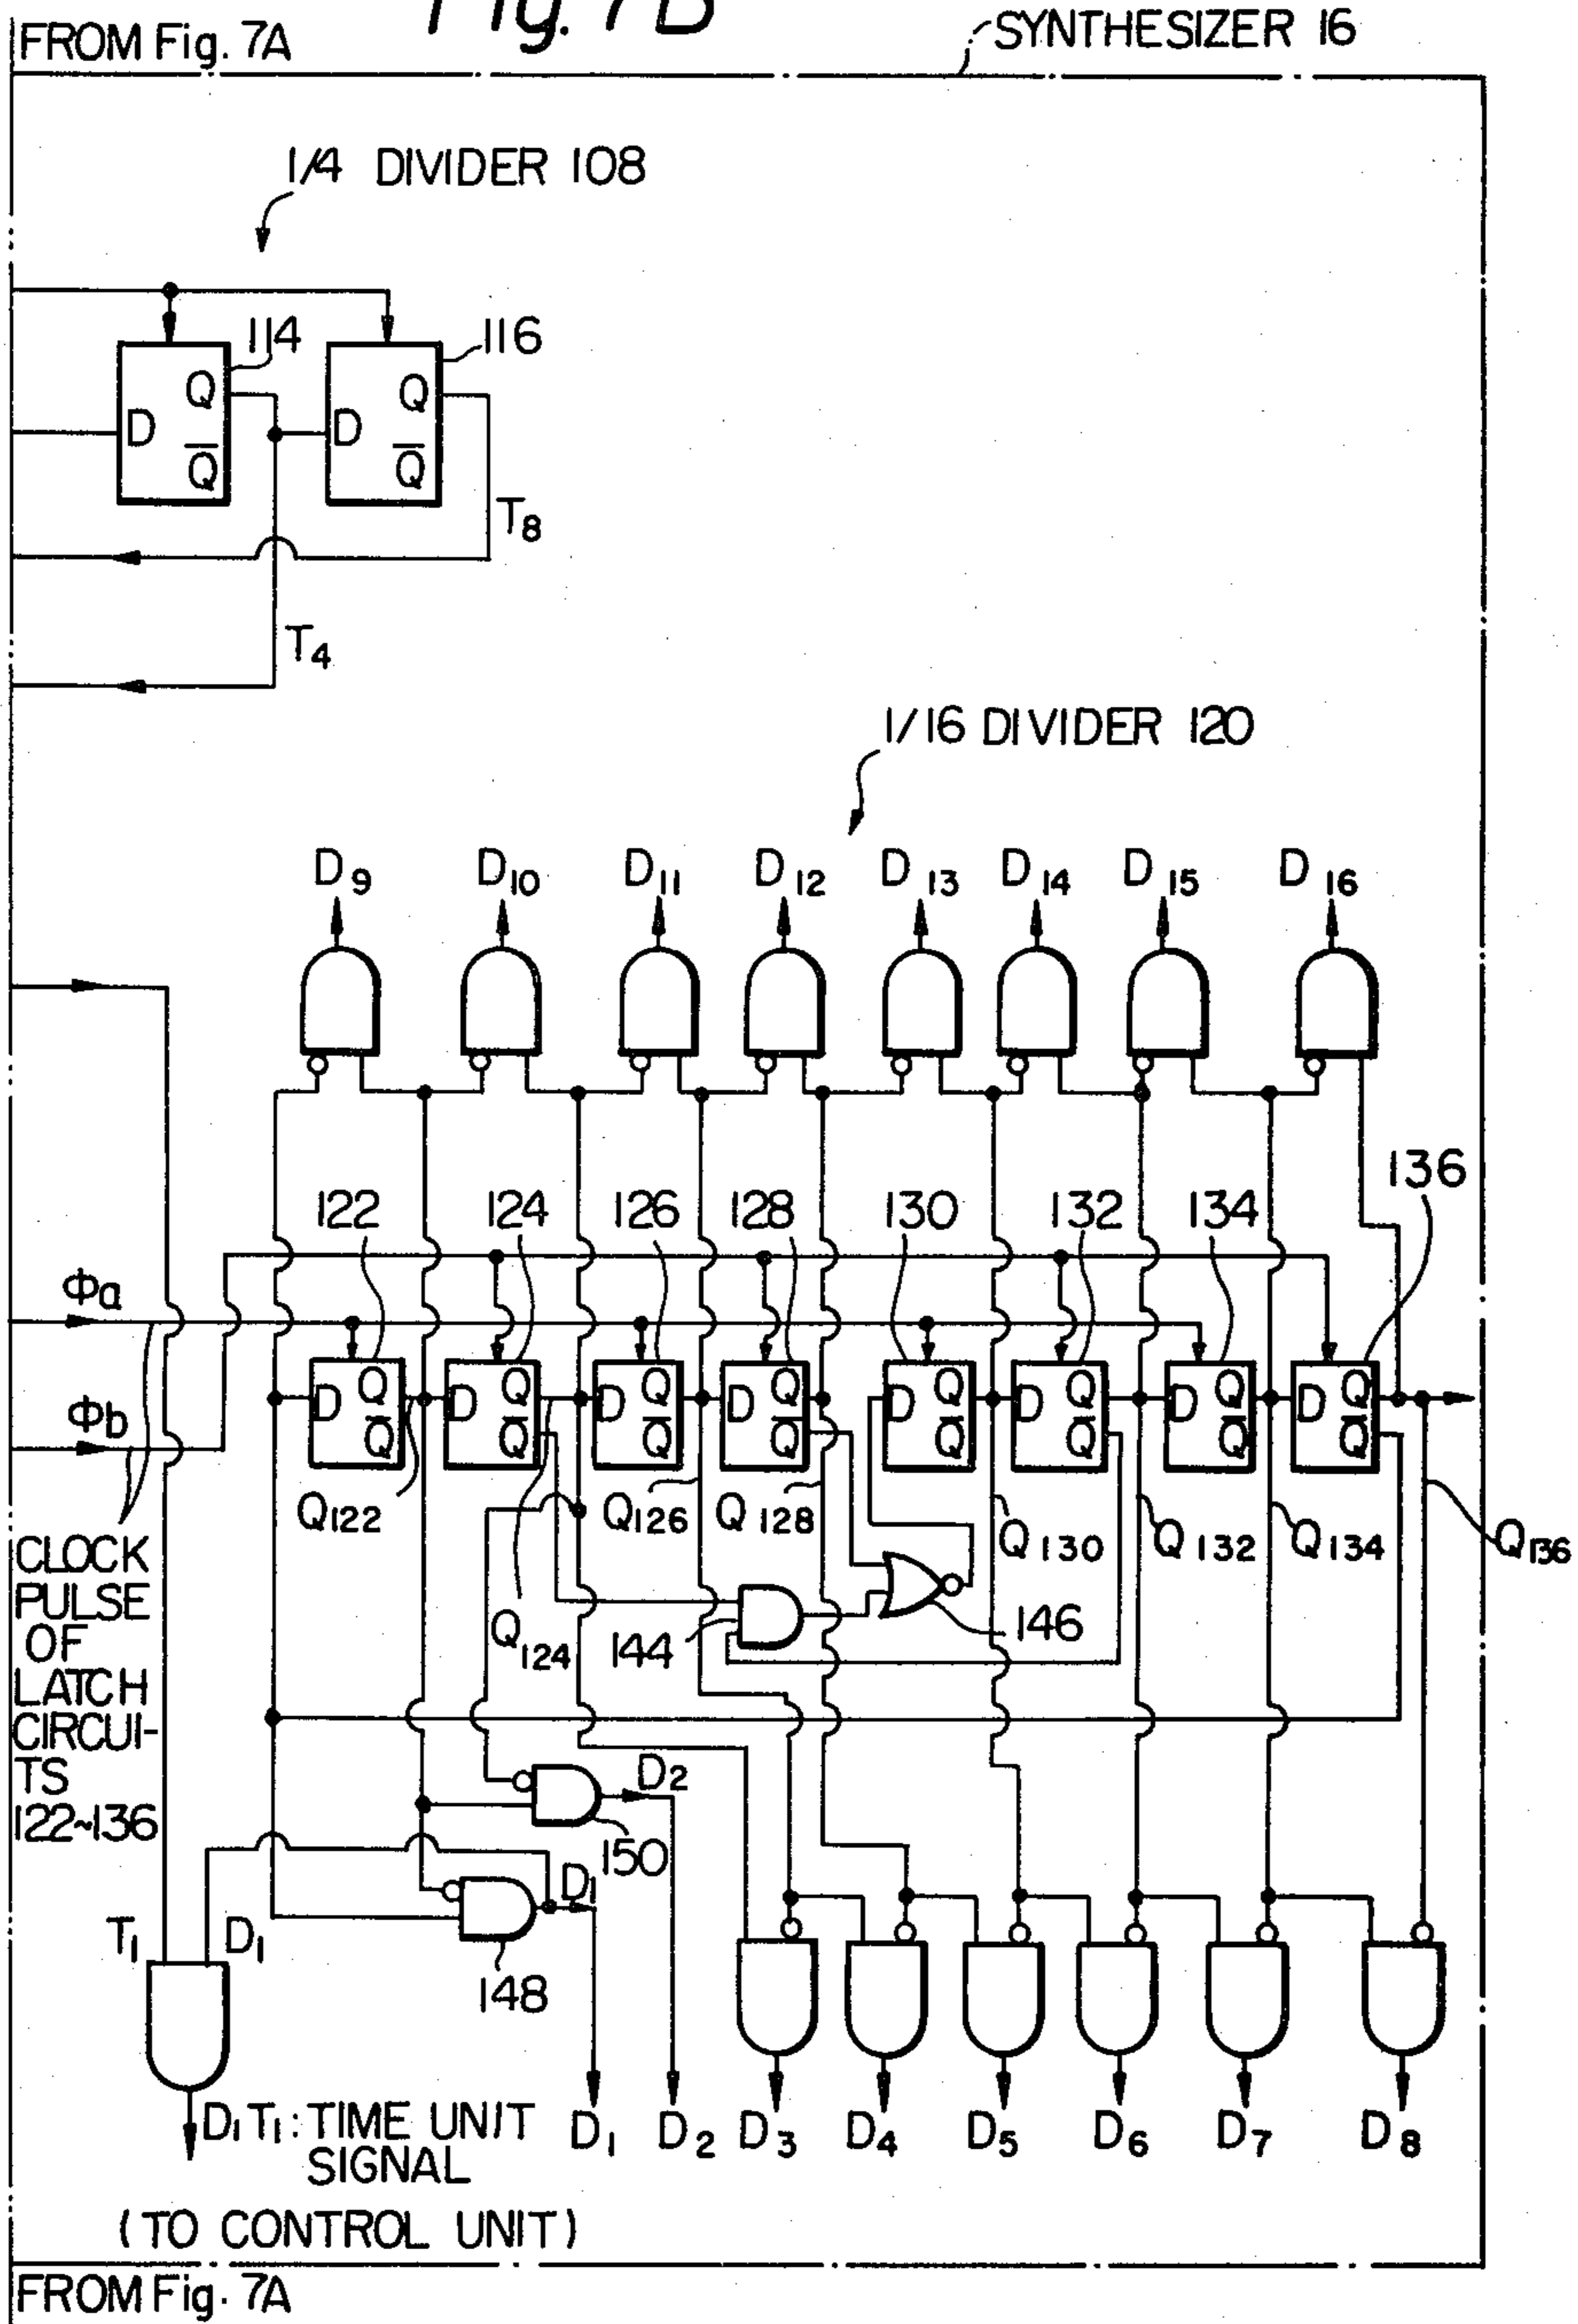 Fig. 7B
FROM Fig. 7A
SYNTHESIZER 16
1/4 DIVIDER 108
114
116
Q
Q
D
D
Q̅
Q̅
T8
T4
1/16 DIVIDER 120
D9 D10 D11 D12 D13 D14 D15 D16
136
122 124 126 128 130 132 134
Φa
Φb
D Q D Q D Q D Q D Q D Q D Q D Q
Q̅ Q̅ Q̅ Q̅ Q̅ Q̅ Q̅ Q̅
Q122 Q126 Q128 Q130 Q132 Q134 Q136
CLOCK
PULSE
OF
LATCH
CIRCUI-
TS
122~136
Q124
144
146
D2
150
D1
T1 D1
148
D1T1: TIME UNIT
SIGNAL
D1 D2 D3 D4 D5 D6 D7 D8
(TO CONTROL UNIT)
FROM Fig. 7A